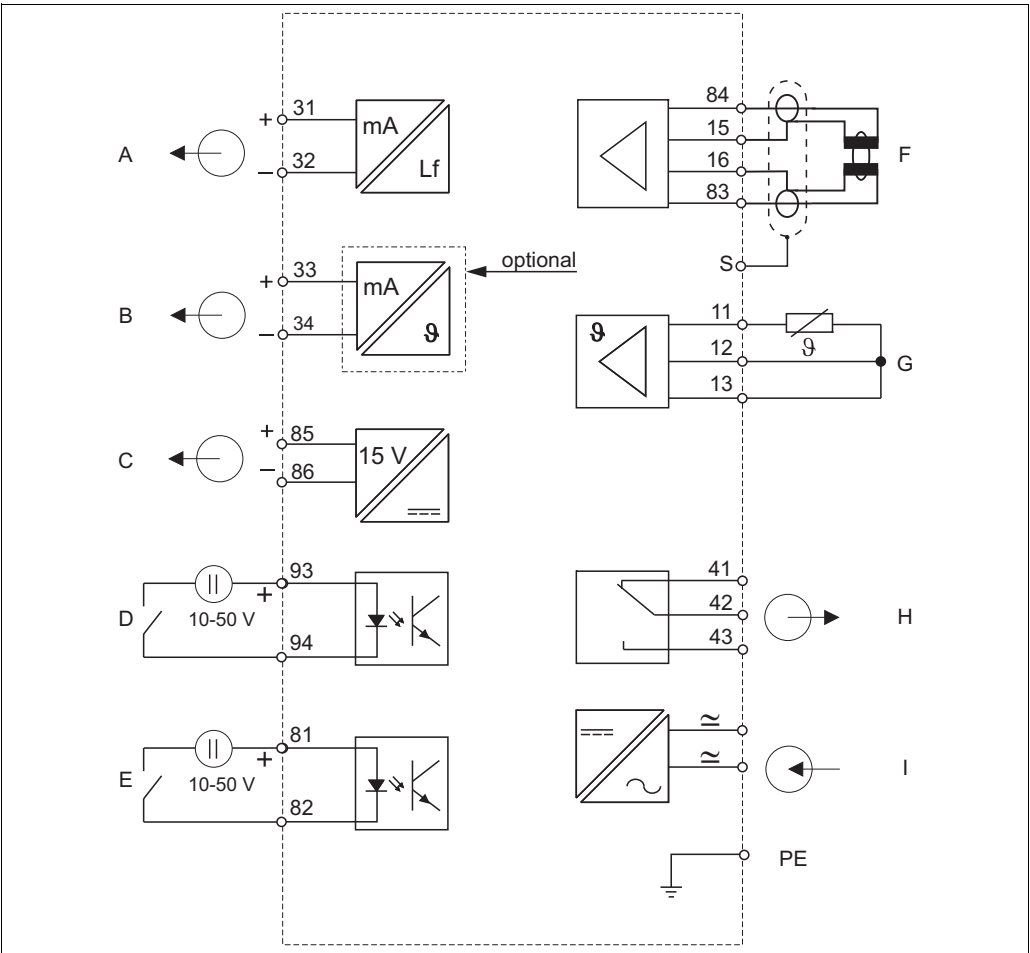 A
+ 31
mA
Lf
– 32
B
+ 33
mA
ϑ
– 34
optional
C
+ 85
15 V
– 86
D
10-50 V
+
93
94
E
10-50 V
+
81
82
84
15
16
83
F
S
ϑ
11
ϑ
12
13
G
41
42
43
H
≃
≃
I
PE